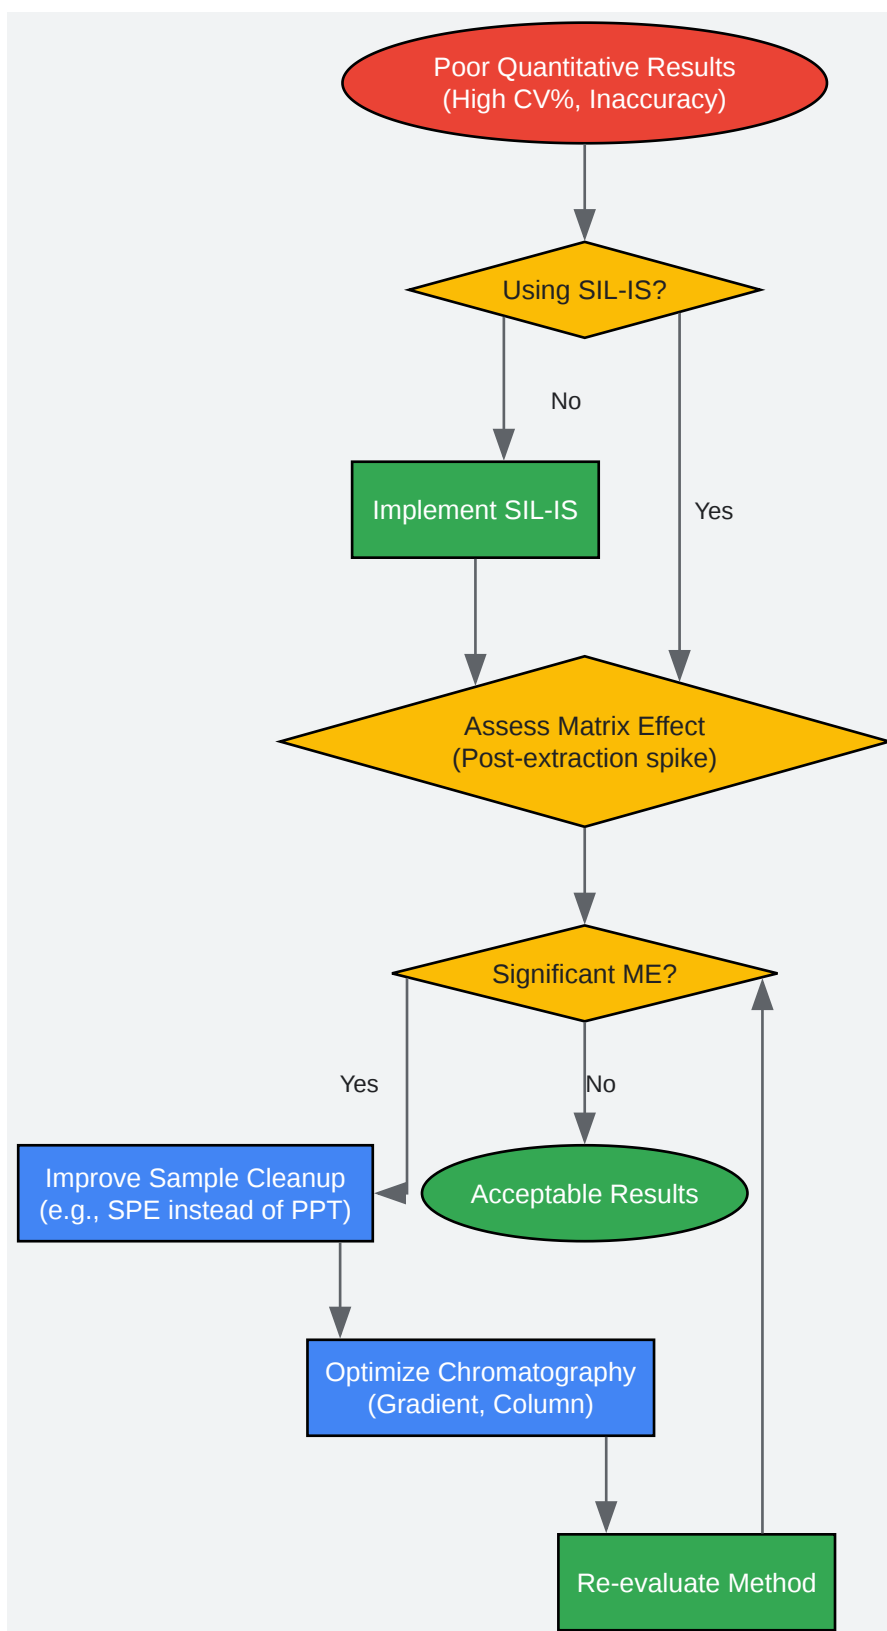 Poor Quantitative Results
(High CV%, Inaccuracy)
Using SIL-IS?
No
Implement SIL-IS
Yes
Assess Matrix Effect
(Post-extraction spike)
Significant ME?
Yes
No
Improve Sample Cleanup
(e.g., SPE instead of PPT)
Acceptable Results
Optimize Chromatography
(Gradient, Column)
Re-evaluate Method